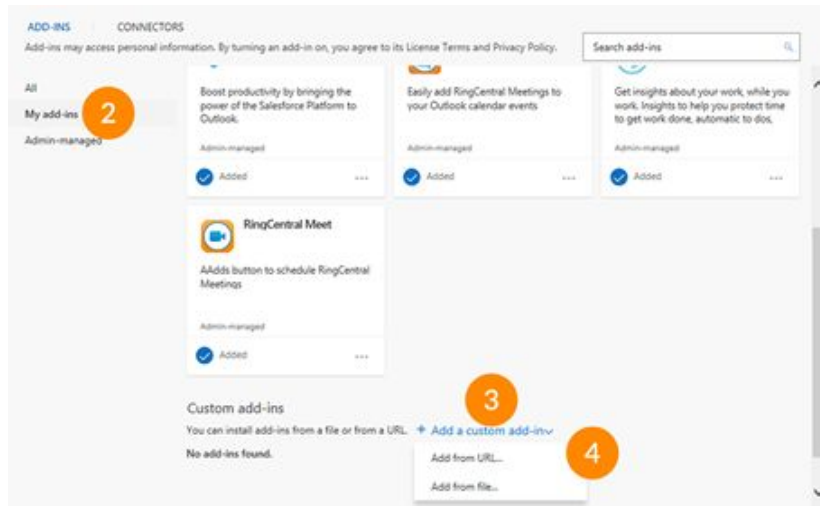 ADD-INS CONNECTORS
Add-ins may access personal information. By turning an add-in on, you agree to its License Terms and Privacy Policy.
Search add-ins
All
My add-ins
2
Admin-managed
Boost productivity by bringing the
power of the Salesforce Platform to
Outlook.
Admin-managed
Added
Easily add RingCentral Meetings to
your Outlook calendar events
Admin-managed
Added
Get insights about your work, while you
work. Insights to help you protect time
to get work done, automatic to dos,
Admin-managed
Added
RingCentral Meet
AAdds button to schedule RingCentral
Meetings
Admin-managed
Added
Custom add-ins
3
You can install add-ins from a file or from a URL. + Add a custom add-in
No add-ins found.
Add from URL...
4
Add from file...